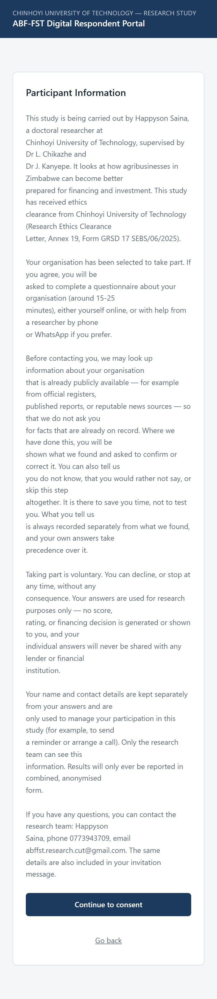 CHINHOYI UNIVERSITY OF TECHNOLOGY — RESEARCH STUDY
ABF-FST Digital Respondent Portal
Participant Information
This study is being carried out by Happyson Saina,
a doctoral researcher at
Chinhoyi University of Technology, supervised by
Dr L. Chikazhe and
Dr J. Kanyepe. It looks at how agribusinesses in
Zimbabwe can become better
prepared for financing and investment. This study
has received ethics
clearance from Chinhoyi University of Technology
(Research Ethics Clearance
Letter, Annex 19, Form GRSD 17 SEBS/06/2025).
Your organisation has been selected to take part. If
you agree, you will be
asked to complete a questionnaire about your
organisation (around 15-25
minutes), either yourself online, or with help from
a researcher by phone
or WhatsApp if you prefer.
Before contacting you, we may look up
information about your organisation
that is already publicly available — for example
from official registers,
published reports, or reputable news sources — so
that we do not ask you
for facts that are already on record. Where we
have done this, you will be
shown what we found and asked to confirm or
correct it. You can also tell us
you do not know, that you would rather not say, or
skip this step
altogether. It is there to save you time, not to test
you. What you tell us
is always recorded separately from what we found,
and your own answers take
precedence over it.
Taking part is voluntary. You can decline, or stop at
any time, without any
consequence. Your answers are used for research
purposes only — no score,
rating, or financing decision is generated or shown
to you, and your
individual answers will never be shared with any
lender or financial
institution.
Your name and contact details are kept separately
from your answers and are
only used to manage your participation in this
study (for example, to send
a reminder or arrange a call). Only the research
team can see this
information. Results will only ever be reported in
combined, anonymised
form.
If you have any questions, you can contact the
research team: Happyson
Saina, phone 0773943709, email
abffst.research.cut@gmail.com. The same
details are also included in your invitation
message.
Continue to consent
Go back